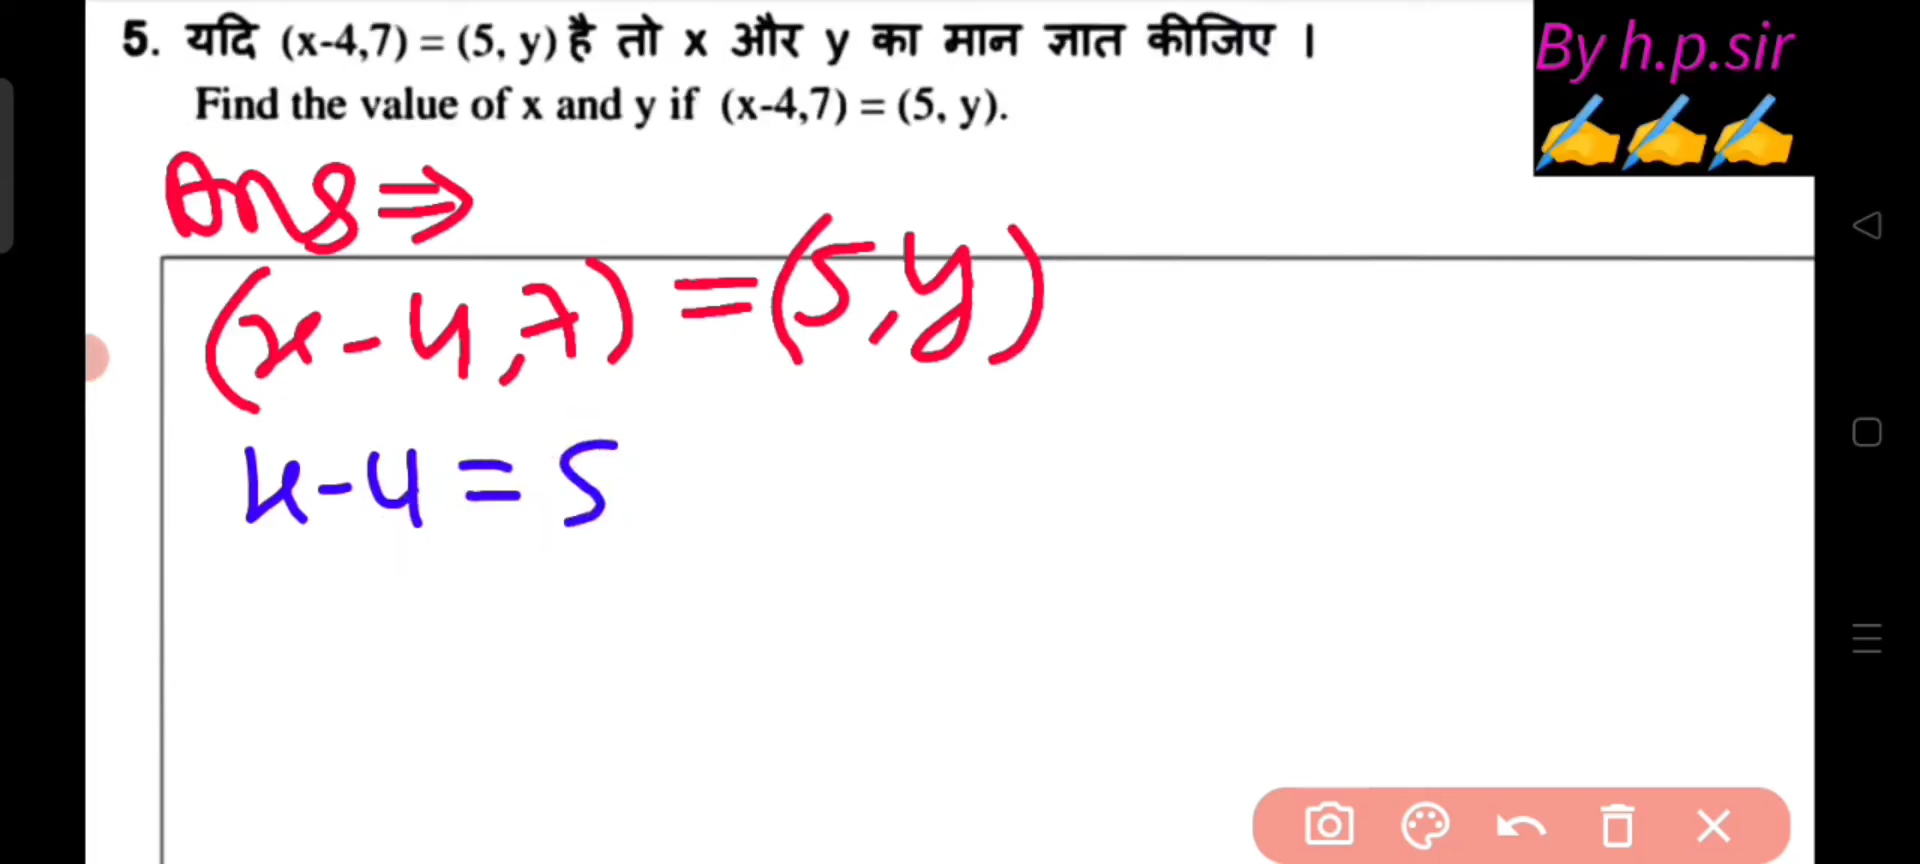 5. यदि (x-4,7) = (5, y) है तो x और y का मान ज्ञात कीजिए ।
Find the value of x and y if (x-4,7) = (5, y).
By h.p.sir
✍️✍️✍️
Ans⇒
(x-4,7) = (5,y)
x-4 = 5